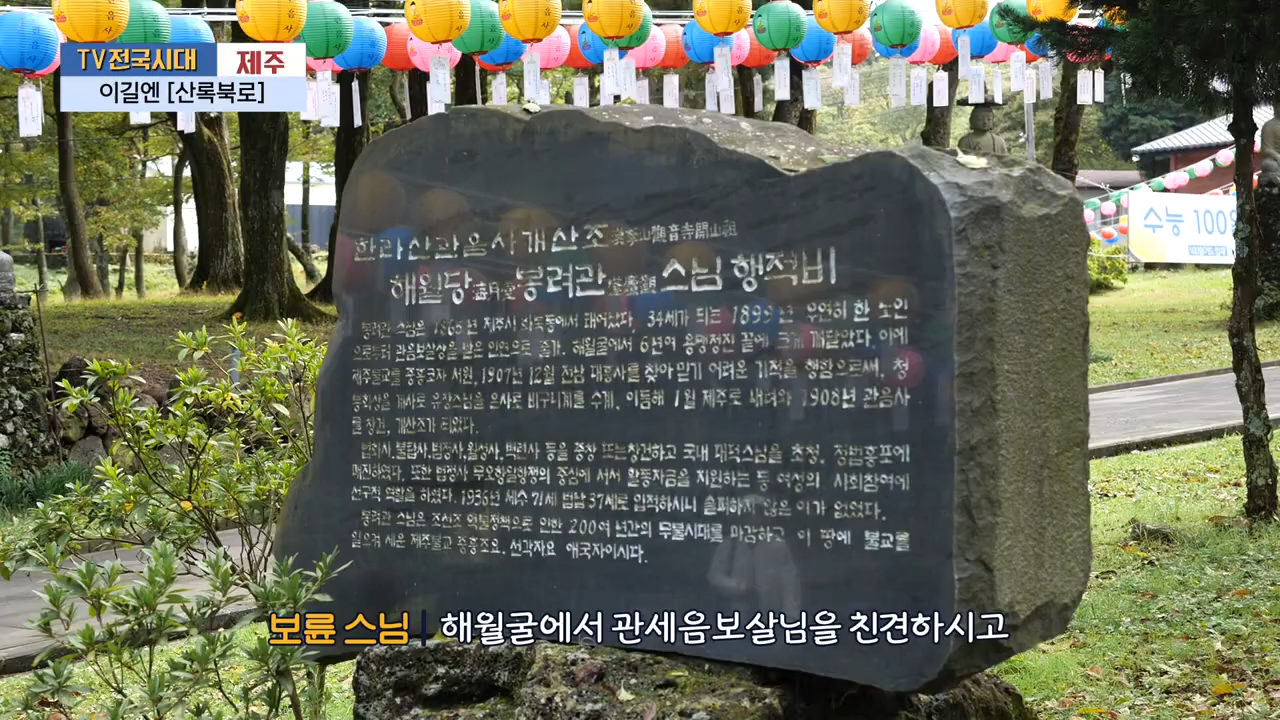 TV전국시대 제주
이길엔 [산록북로]
수능 100
한라산관음사개산조 漢拏山觀音寺開山祖
해월당 海月堂 봉려관 蓬廬觀 스님 행적비
봉려관 스님은 1865년 제주시 화북동에서 태어났다. 34세가 되는 1899년 우연히 한 노인
으로부터 관음보살상을 받은 인연으로 출가. 해월굴에서 6년여 용맹정진 끝에 크게 깨달았다. 이에
제주불교를 중흥코자 서원, 1907년 12월 전남 대흥사를 찾아 믿기 어려운 기적을 행함으로써, 청
봉화상을 계사로 유장스님을 은사로 비구니계를 수계. 이듬해 1월 제주로 내려와 1908년 관음사
를 창건, 개산조가 되었다.
법화사, 불탑사, 법정사, 월성사, 백련사 등을 중창 또는 창건하고 국내 대덕스님을 초청, 정법홍포에
매진하였다. 또한 법정사 무오항일항쟁의 중심에 서서 활동자금을 지원하는 등 여성의 사회참여에
선구적 역할을 하셨다. 1936년 세수 71세 법랍 37세로 입적하시니 슬퍼하지 않은 이가 없었다.
봉려관 스님은 조선조 억불정책으로 인한 200여 년간의 무불시대를 마감하고 이 땅에 불교를
일으켜 세운 제주불교 중흥조요, 선각자요 애국자이시다.
보륜 스님 | 해월굴에서 관세음보살님을 친견하시고